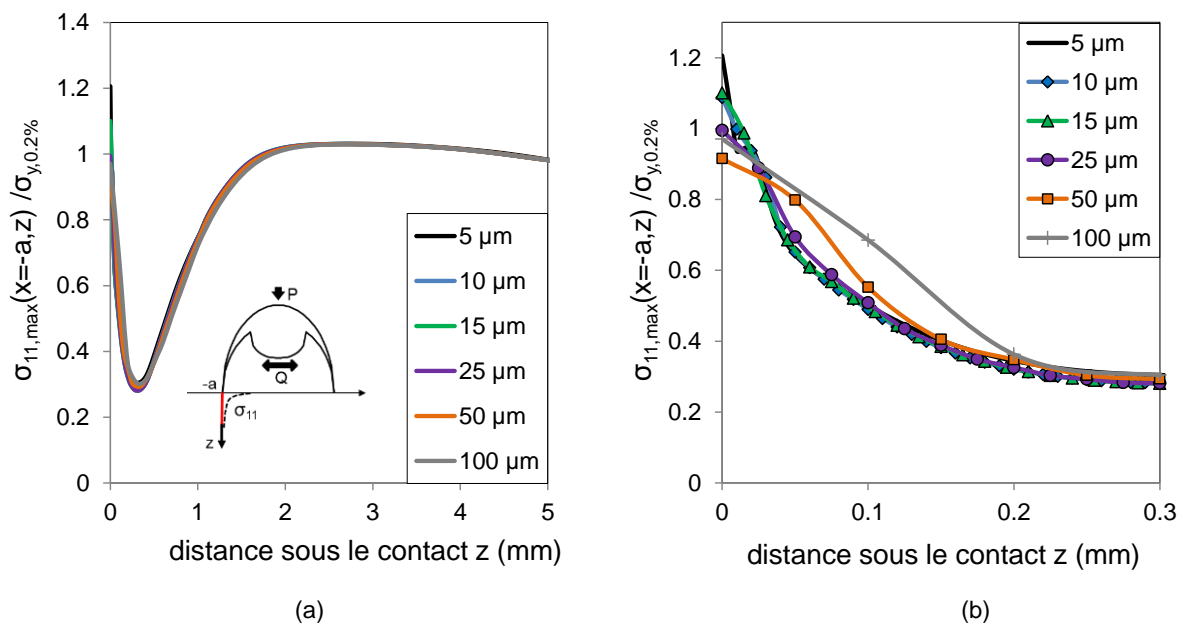 σ11,max(x=-a,z) /σy,0.2%
1.4
1.2
1
0.8
0.6
0.4
0.2
0
0
1
2
3
4
5
distance sous le contact z (mm)
5 µm
10 µm
15 µm
25 µm
50 µm
100 µm
P
Q
-a
σ11
z
(a)
σ11,max(x=-a,z) /σy,0.2%
1.2
1
0.8
0.6
0.4
0.2
0
0
0.1
0.2
0.3
distance sous le contact z (mm)
5 µm
10 µm
15 µm
25 µm
50 µm
100 µm
(b)